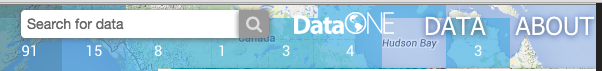 Search for data DataONE DATA ABOUT
Canada
Hudson Bay
91 15 8 1 3 4 3